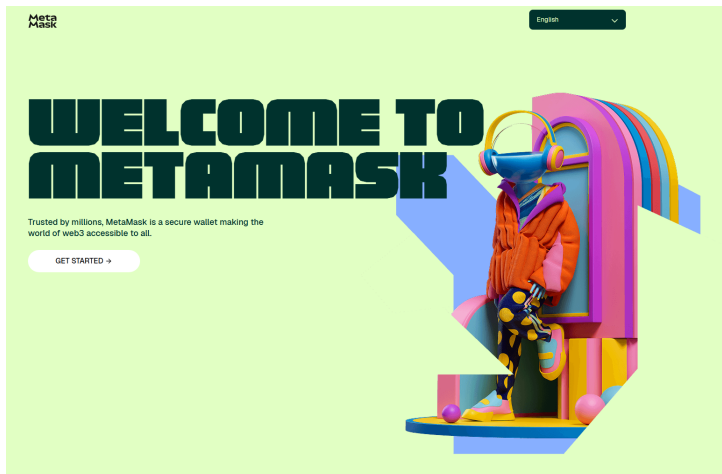 Meta
Mask
English
WELCOME TO
METAMASK
Trusted by millions, MetaMask is a secure wallet making the
world of web3 accessible to all.
GET STARTED →